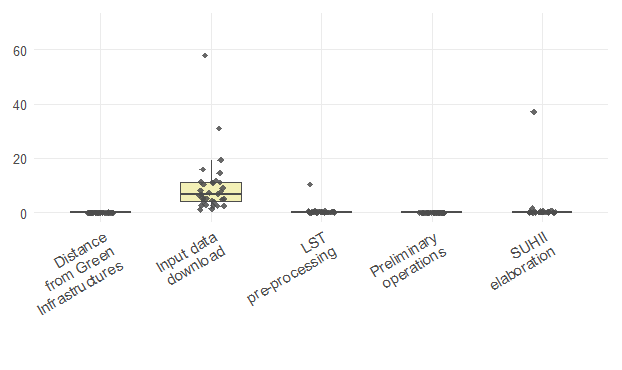 60
40
20
0
Distance
from Green
Infrastructures
Input data
download
LST
pre-processing
Preliminary
operations
SUHII
elaboration